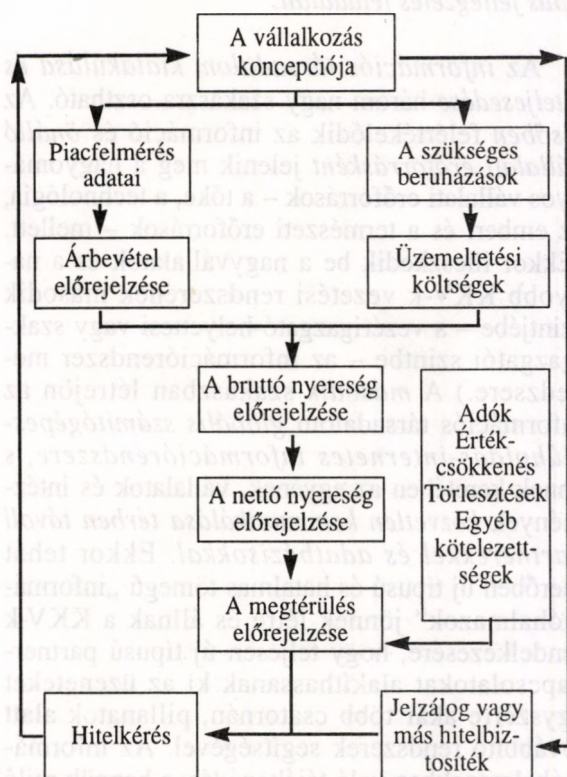 A vállalkozás
koncepciója
Piacfelmérés
adatai
A szükséges
beruházások
Árbevétel
előrejelzése
Üzemeltetési
költségek
A bruttó nyereség
előrejelzése
Adók
Érték-
csökkenés
Törlesztések
Egyéb
kötelezett-
ségek
A nettó nyereség
előrejelzése
A megtérülés
előrejelzése
Hitelkérés
Jelzálog vagy
más hitelbiz-
tosíték